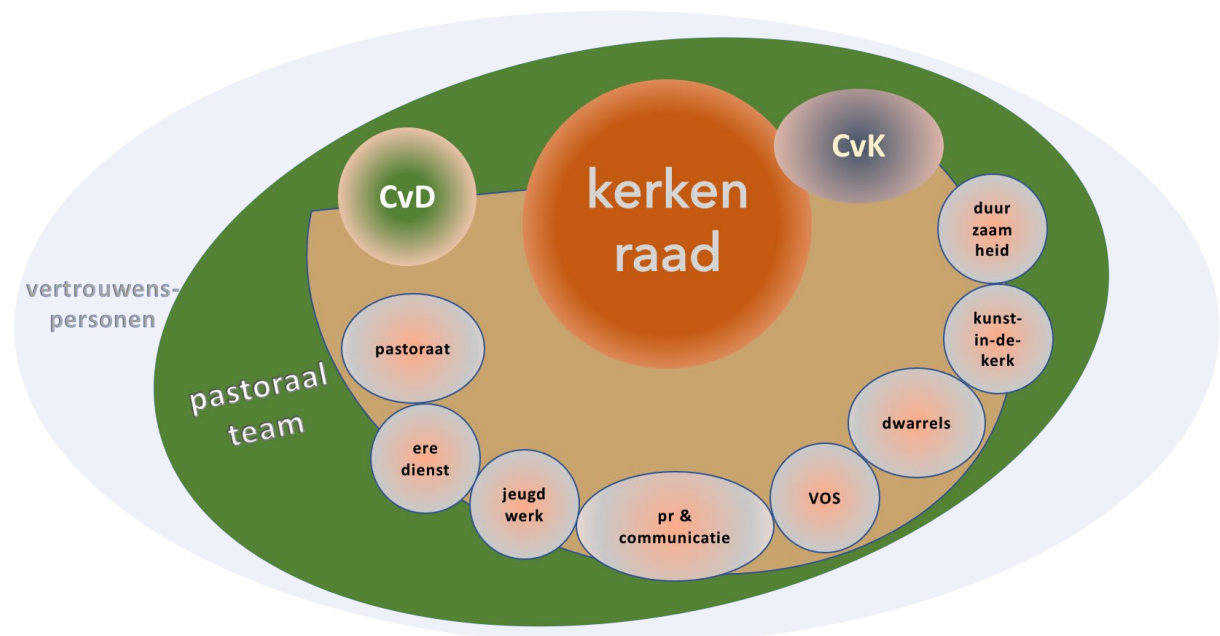 CvD
kerken
raad
CvK
duur
zaam
heid
vertrouwens-
personen
kunst-
in-de-
kerk
pastoraat
pastoraal
team
dwarrels
ere
dienst
jeugd
werk
pr &
communicatie
VOS